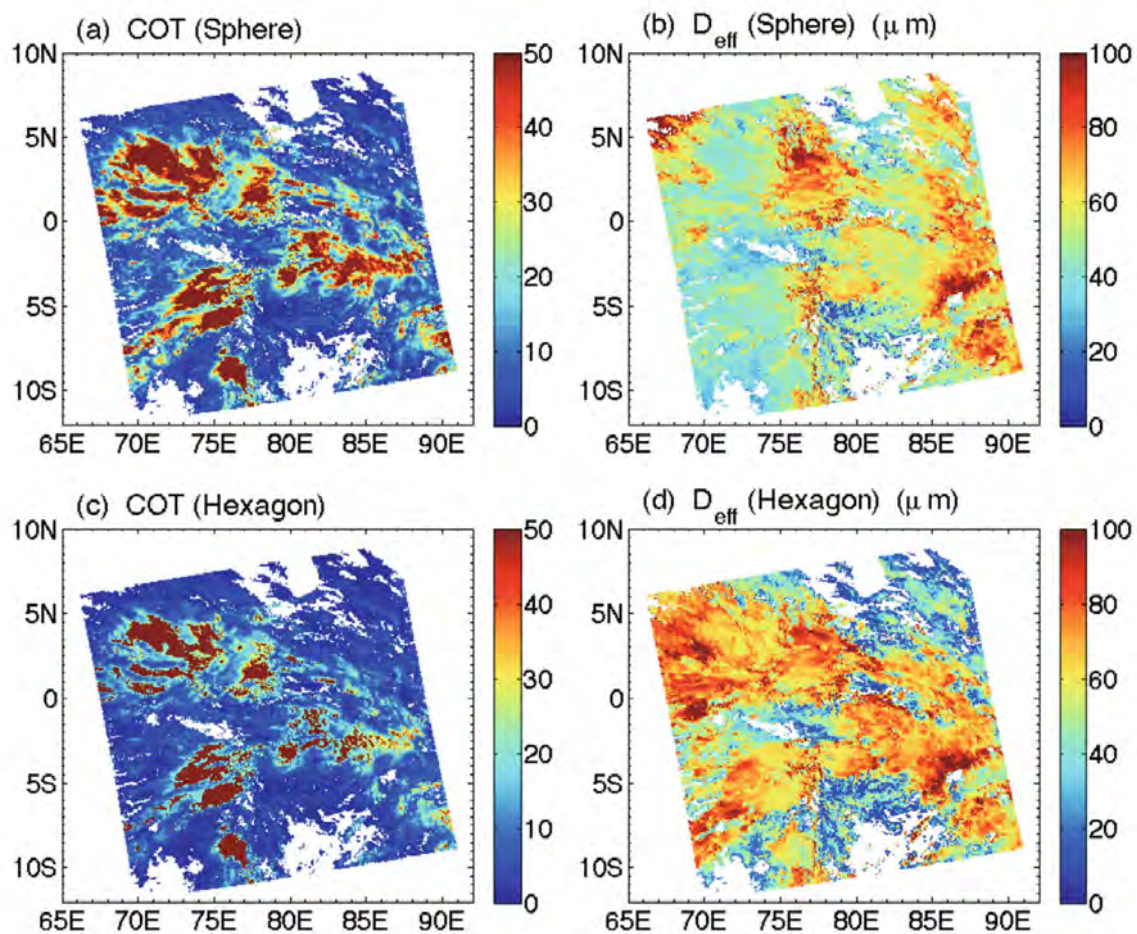 (a) COT (Sphere)
10N
5N
0
5S
10S
65E 70E 75E 80E 85E 90E
50
40
30
20
10
0
(b) D_eff (Sphere) (μ m)
10N
5N
0
5S
10S
65E 70E 75E 80E 85E 90E
100
80
60
40
20
0
(c) COT (Hexagon)
10N
5N
0
5S
10S
65E 70E 75E 80E 85E 90E
50
40
30
20
10
0
(d) D_eff (Hexagon) (μ m)
10N
5N
0
5S
10S
65E 70E 75E 80E 85E 90E
100
80
60
40
20
0